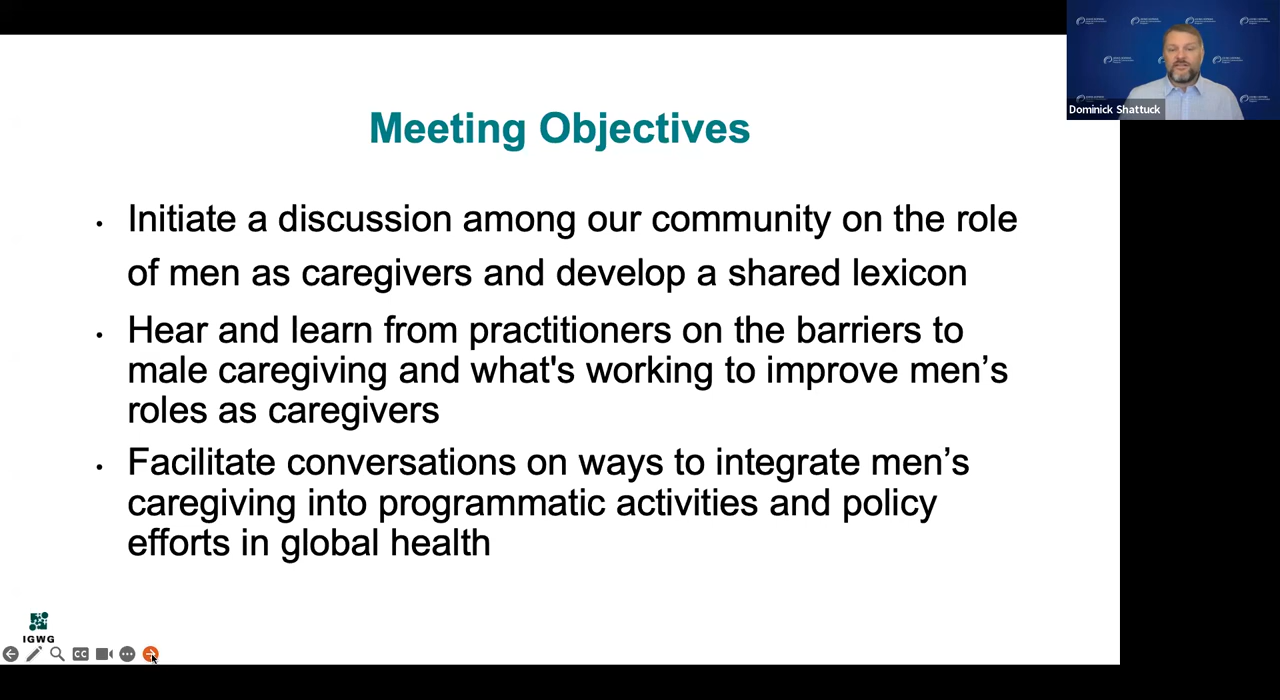 Dominick Shattuck
Meeting Objectives
• Initiate a discussion among our community on the role
of men as caregivers and develop a shared lexicon
• Hear and learn from practitioners on the barriers to
male caregiving and what's working to improve men’s
roles as caregivers
• Facilitate conversations on ways to integrate men’s
caregiving into programmatic activities and policy
efforts in global health
IGWG
CC